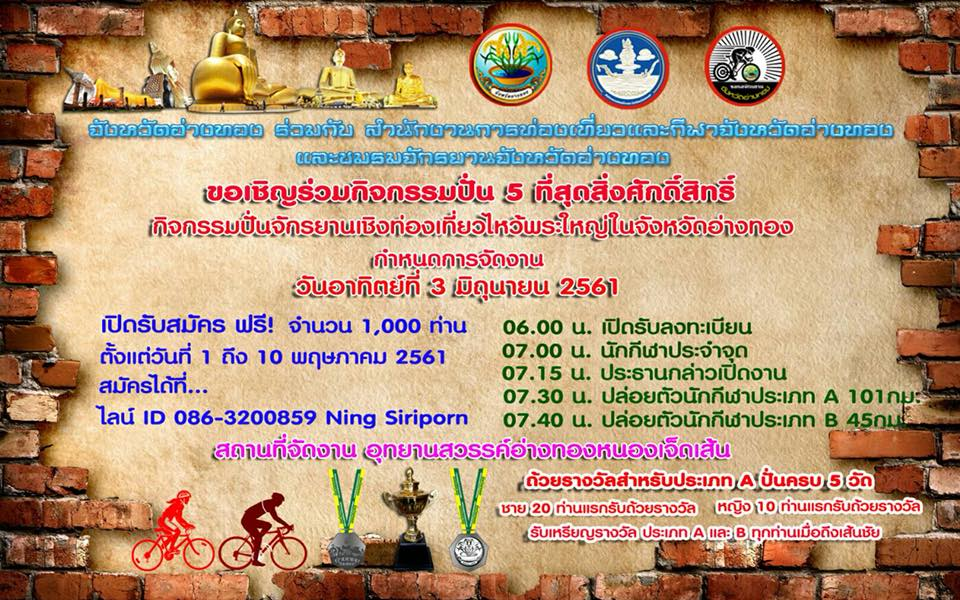 จังหวัดอ่างทอง
จังหวัดอ่างทอง ร่วมกับ สำนักงานการท่องเที่ยวและกีฬาจังหวัดอ่างทอง
และชมรมจักรยานจังหวัดอ่างทอง
ขอเชิญร่วมกิจกรรมปั่น 5 ที่สุดสิ่งศักดิ์สิทธิ์
กิจกรรมปั่นจักรยานเชิงท่องเที่ยวไหว้พระใหญ่ในจังหวัดอ่างทอง
กำหนดการจัดงาน
วันอาทิตย์ที่ 3 มิถุนายน 2561
เปิดรับสมัคร ฟรี! จำนวน 1,000 ท่าน
ตั้งแต่วันที่ 1 ถึง 10 พฤษภาคม 2561
สมัครได้ที่...
ไลน์ ID 086-3200859 Ning Siriporn
06.00 น. เปิดรับลงทะเบียน
07.00 น. นักกีฬาประจำจุด
07.15 น. ประธานกล่าวเปิดงาน
07.30 น. ปล่อยตัวนักกีฬาประเภท A 101กม.
07.40 น. ปล่อยตัวนักกีฬาประเภท B 45กม.
สถานที่จัดงาน อุทยานสวรรค์อ่างทองหนองเจ็ดเส้น
ถ้วยรางวัลสำหรับประเภท A ปั่นครบ 5 วัด
ชาย 20 ท่านแรกรับถ้วยรางวัล หญิง 10 ท่านแรกรับถ้วยรางวัล
รับเหรียญรางวัล ประเภท A และ B ทุกท่านเมื่อถึงเส้นชัย